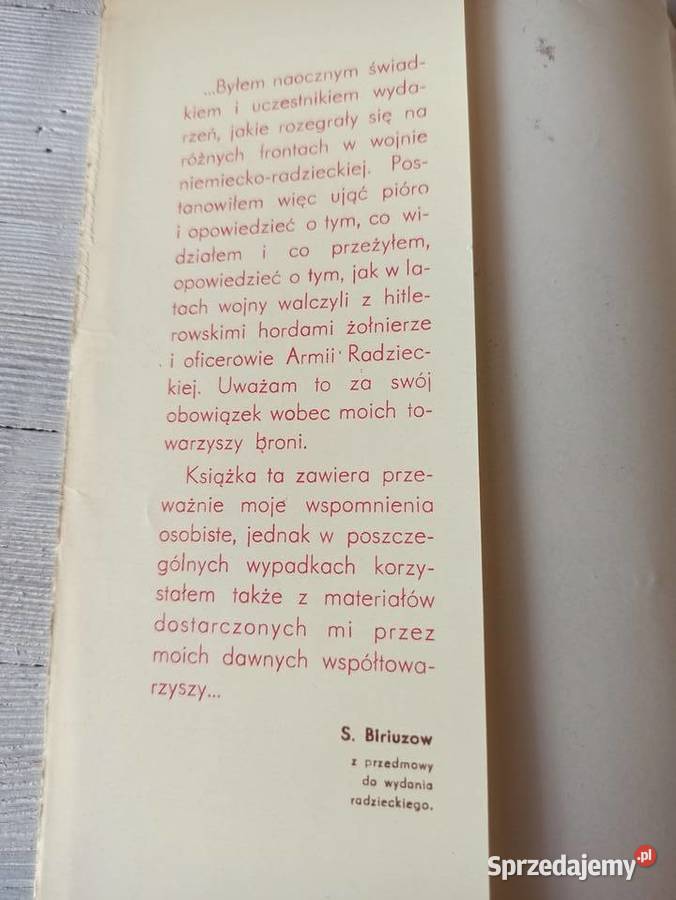 ...Byłem naocznym świad-
kiem i uczestnikiem wyda-
rzeń, jakie rozegrały się na
różnych frontach w wojnie
niemiecko-radzieckiej. Pos-
tanowiłem więc ująć pióro
i opowiedzieć o tym, co wi-
działem i co przeżyłem,
opowiedzieć o tym, jak w la-
tach wojny walczyli z hitle-
rowskimi hordami żołnierze
i oficerowie Armii Radziec-
kiej. Uważam to za swój
obowiązek wobec moich to-
warzyszy broni.
Książka ta zawiera prze-
ważnie moje wspomnienia
osobiste, jednak w poszcze-
gólnych wypadkach korzy-
stałem także z materiałów
dostarczonych mi przez
moich dawnych współtowa-
rzyszy...
S. Biriuzow
z przedmowy
do wydania
radzieckiego.
Sprzedajemy.pl